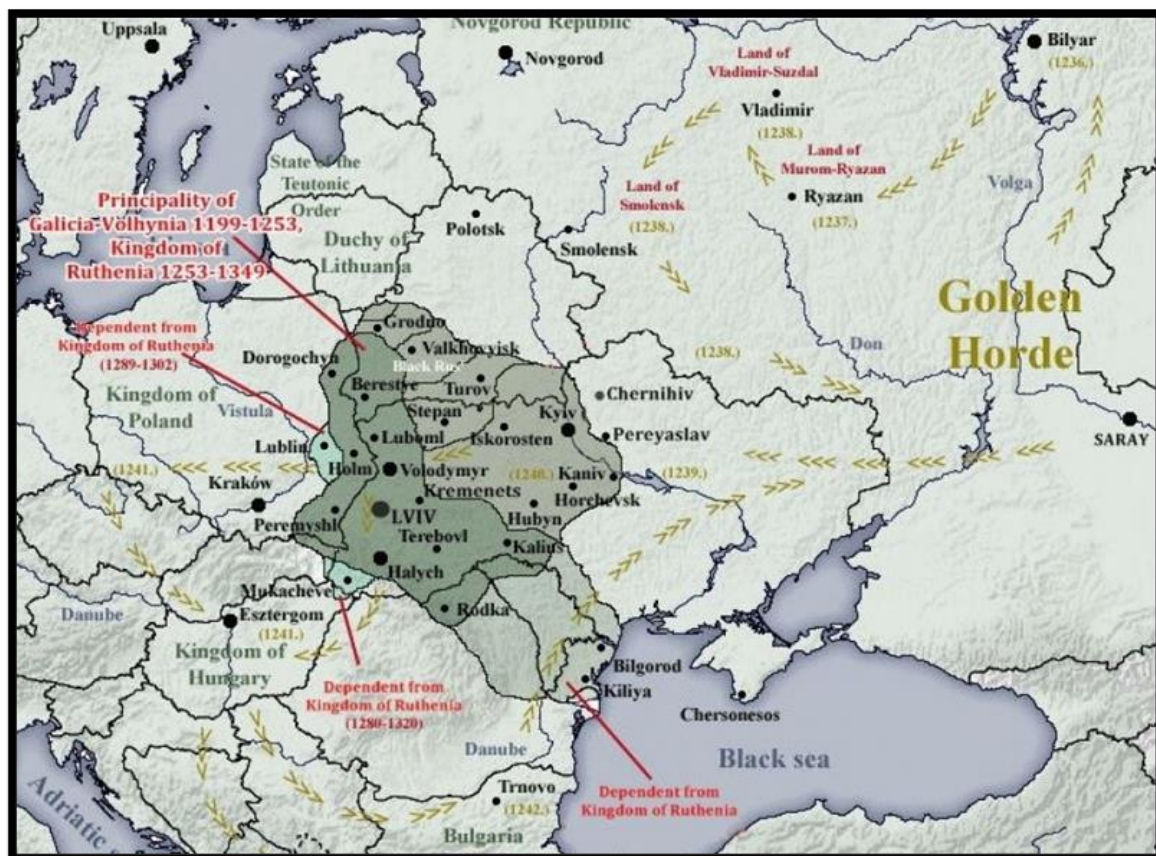 Uppsala
Novgorod Republic
Novgorod
Bilyar
(1236.)
Land of
Vladimir-Suzdal
Vladimir
(1238.)
Land of
Murom-Ryazan
Ryazan
(1237.)
Volga
State of the
Teutonic
Order
Land of
Smolensk
(1238.)
Principality of
Galicia-Völhynia 1199-1253,
Kingdom of
Ruthenia 1253-1349
Duchy of
Lithuania
Polotsk
Smolensk
Golden
Horde
Dependent from
Kingdom of Ruthenia
(1289-1302)
Grodno
Dorogochyn
Valkhovyisk
Black Rus'
(1238.)
Don
Kingdom of
Poland
Vistula
Berestye
Turov
Chernihiv
Stepan
Kyiv
Lublin
Luboml
Iskorosten
Pereyaslav
SARAY
(1241.)
Holm
Volodymyr
(1240.)
Kaniv
(1239.)
Kraków
Kremenets
Horchevsk
Peremyshl
LVIV
Hubyn
Terebovl
Kalius
Halych
Mukacheve
Danube
Esztergom
Rodka
(1241.)
Kingdom of
Hungary
Bilgorod
Kiliya
Dependent from
Kingdom of Ruthenia
(1280-1320)
Chersonesos
Danube
Black sea
Trnovo
(1242.)
Dependent from
Kingdom of Ruthenia
Bulgaria
Adriatic